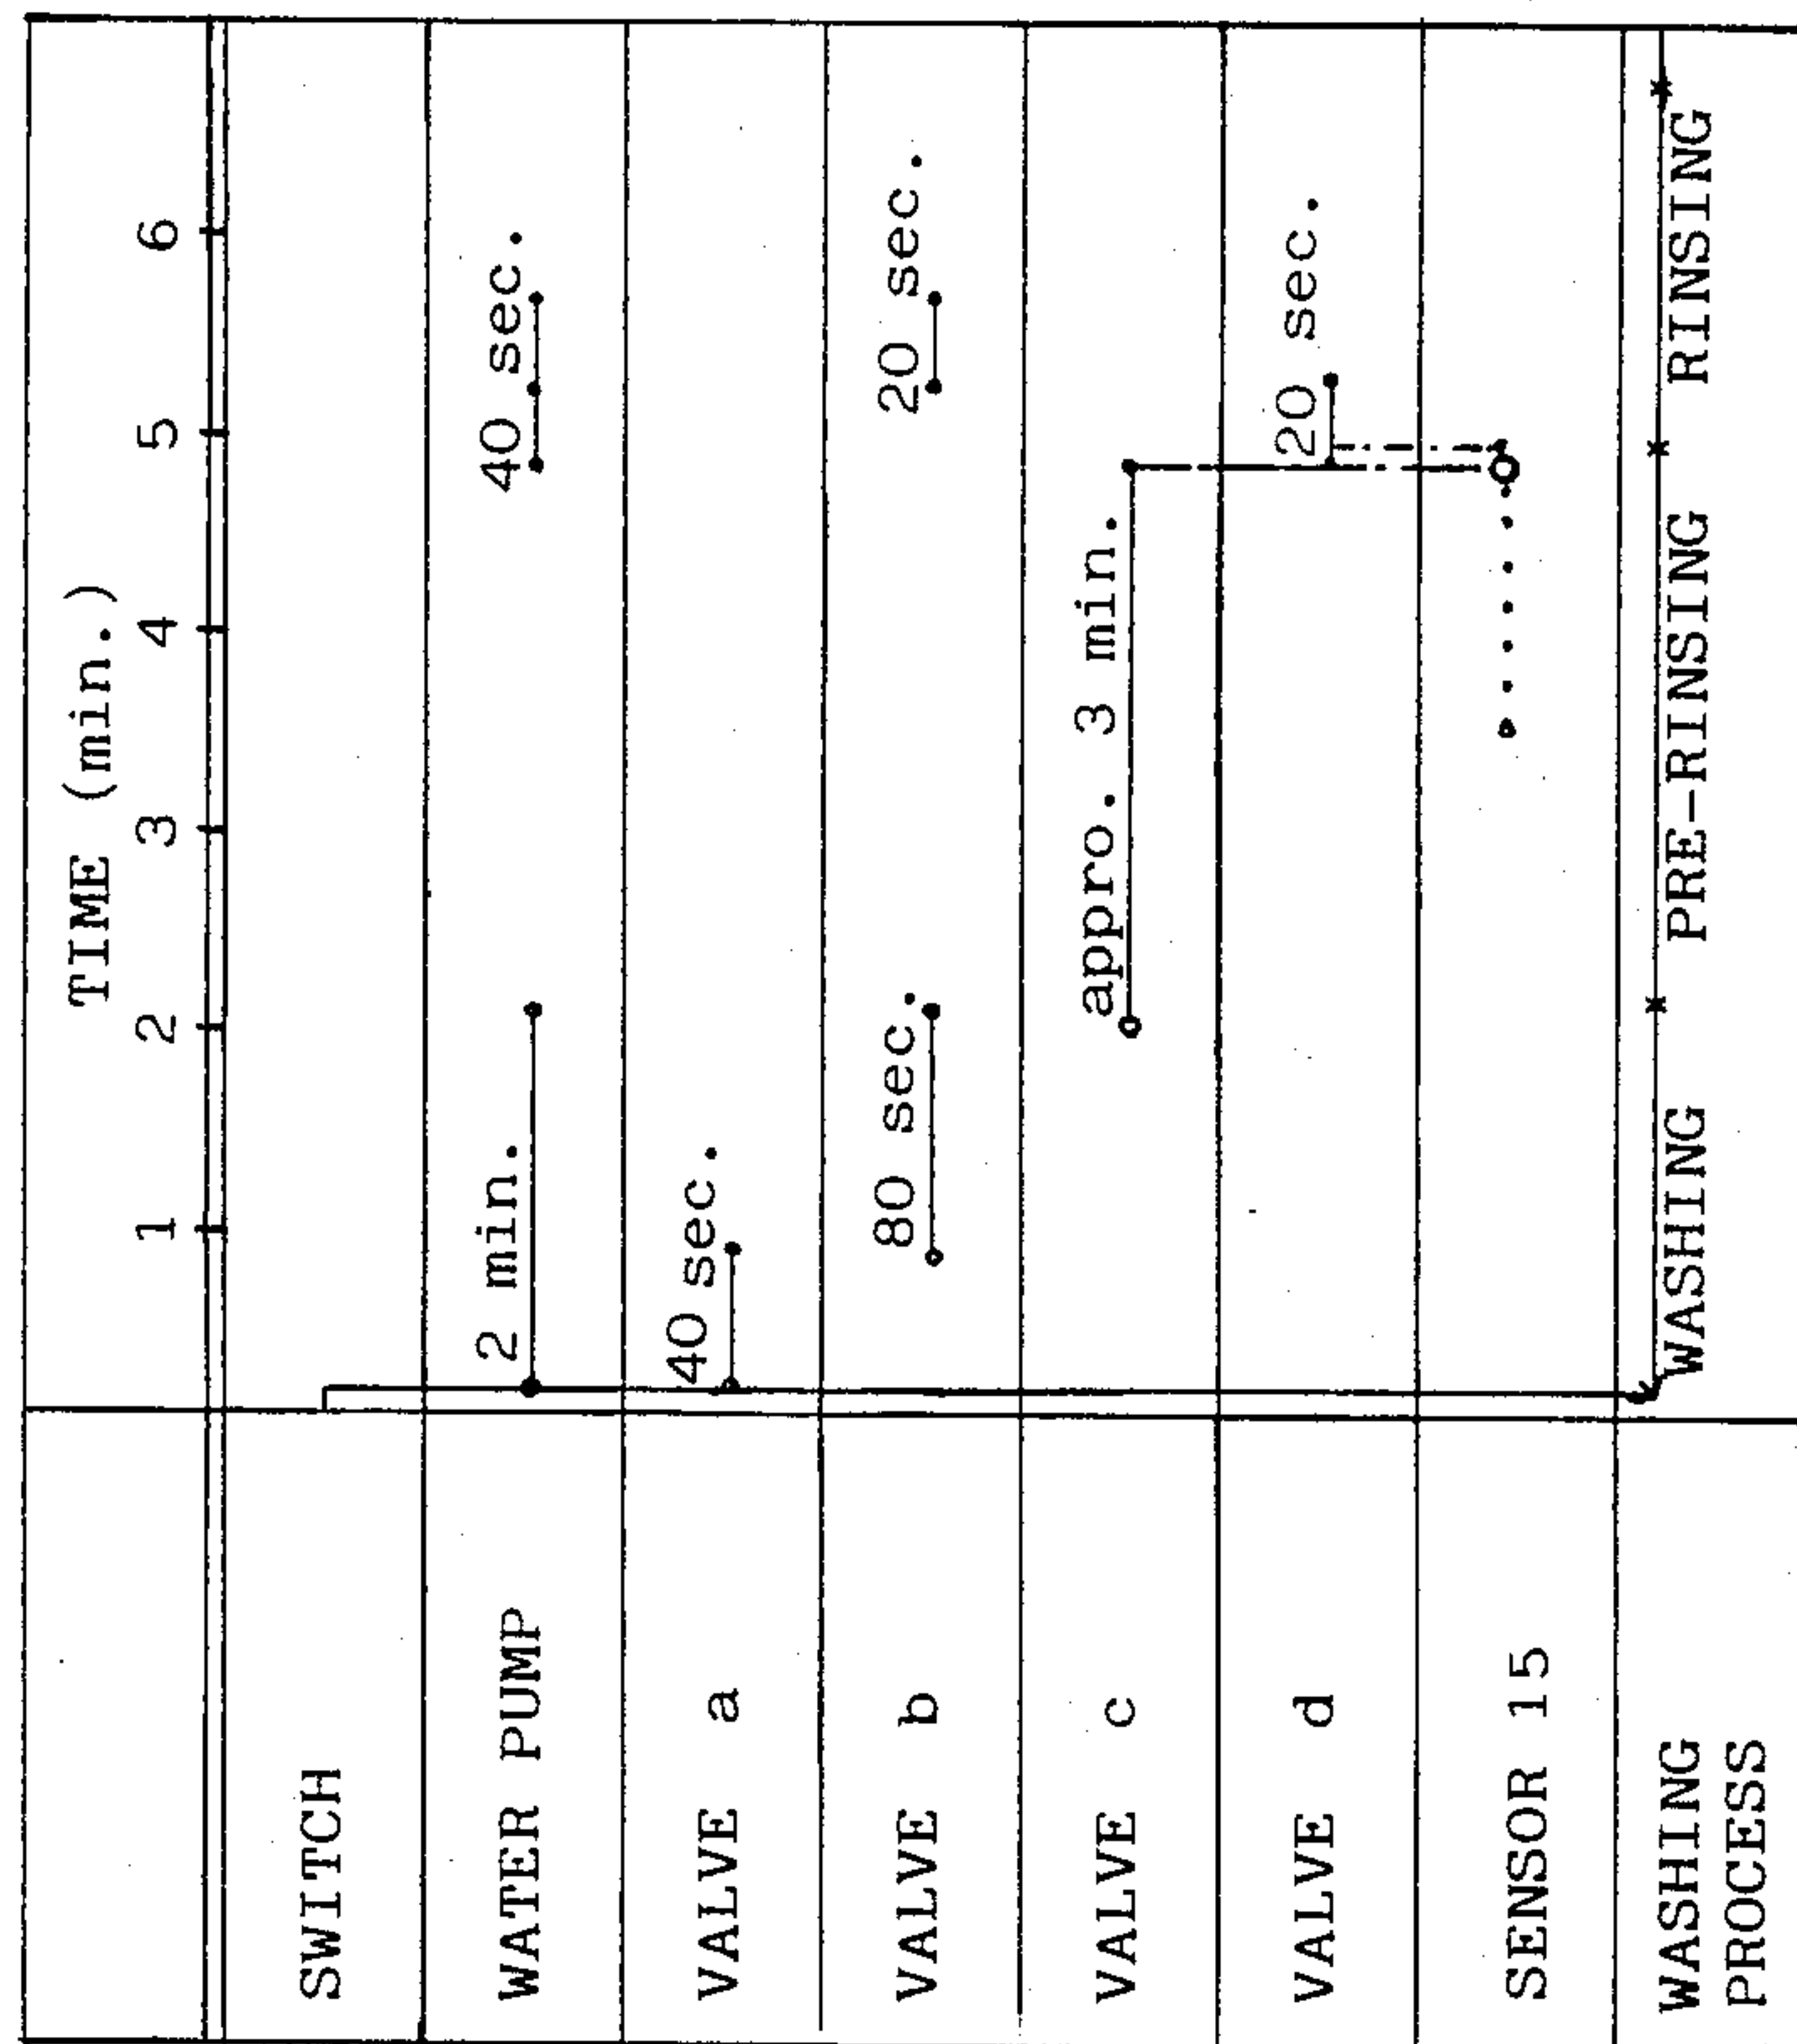 TIME (min.)
1 2 3 4 5 6
SWITCH
WATER PUMP 2 min. 40 sec.
VALVE a 40 sec.
VALVE b 80 sec. 20 sec.
VALVE c appro. 3 min.
VALVE d 20 sec.
SENSOR 15
WASHING PROCESS
WASHING PRE-RINSING RINSING